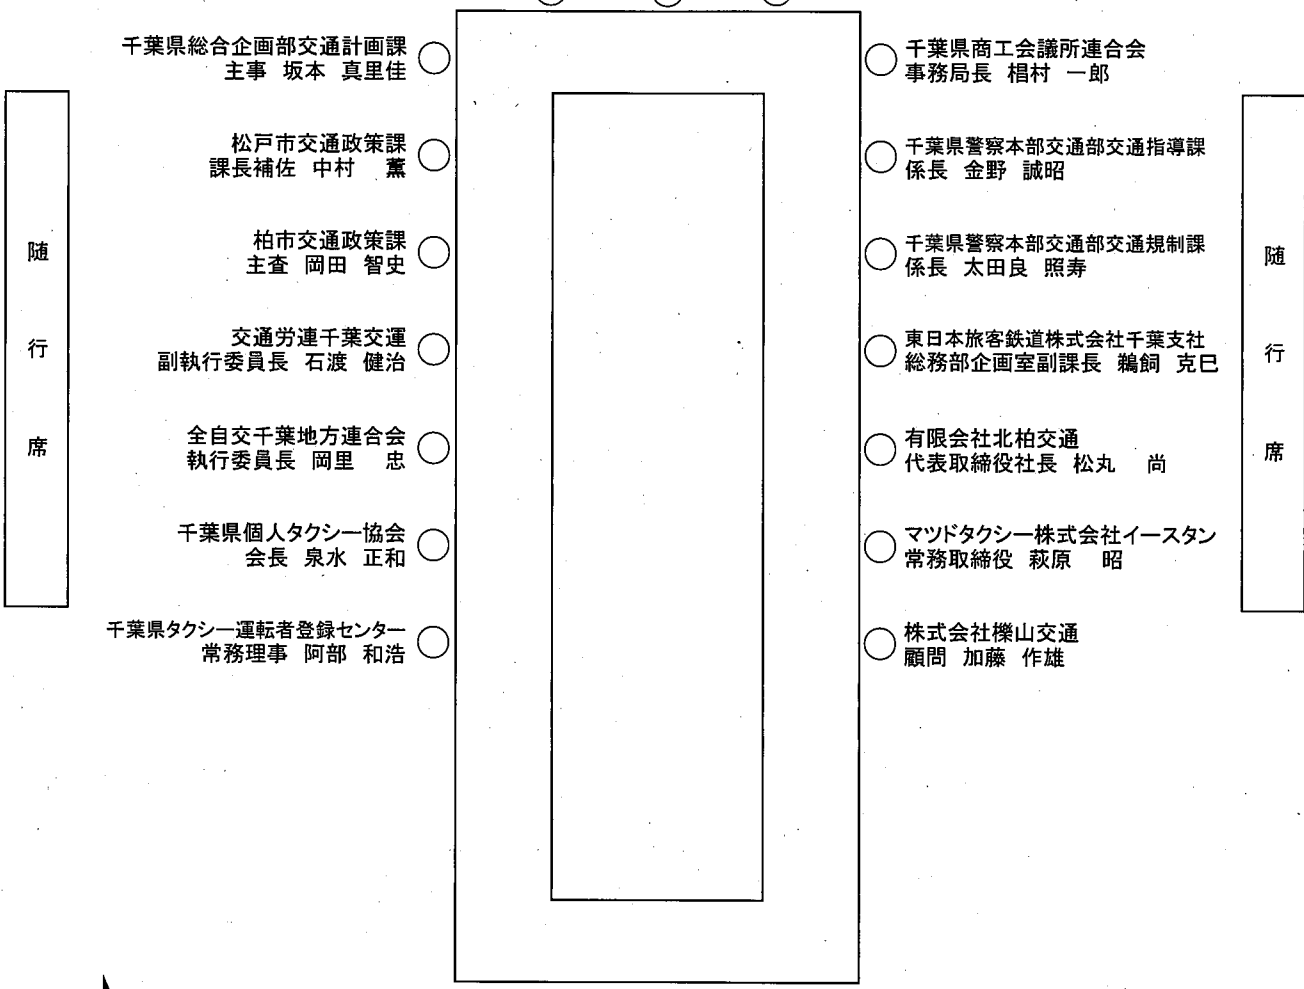 千葉県総合企画部交通計画課
主事 坂本 真里佳
松戸市交通政策課
課長補佐 中村 薫
柏市交通政策課
主査 岡田 智史
交通労連千葉交運
副執行委員長 石渡 健治
全自交千葉地方連合会
執行委員長 岡里 忠
千葉県個人タクシー協会
会長 泉水 正和
千葉県タクシー運転者登録センター
常務理事 阿部 和浩
千葉県商工会議所連合会
事務局長 椙村 一郎
千葉県警察本部交通部交通指導課
係長 金野 誠昭
千葉県警察本部交通部交通規制課
係長 太田良 照寿
東日本旅客鉄道株式会社千葉支社
総務部企画室副課長 鵜飼 克巳
有限会社北柏交通
代表取締役社長 松丸 尚
マツドタクシー株式会社イースタン
常務取締役 萩原 昭
株式会社櫟山交通
顧問 加藤 作雄
随行席
随行席